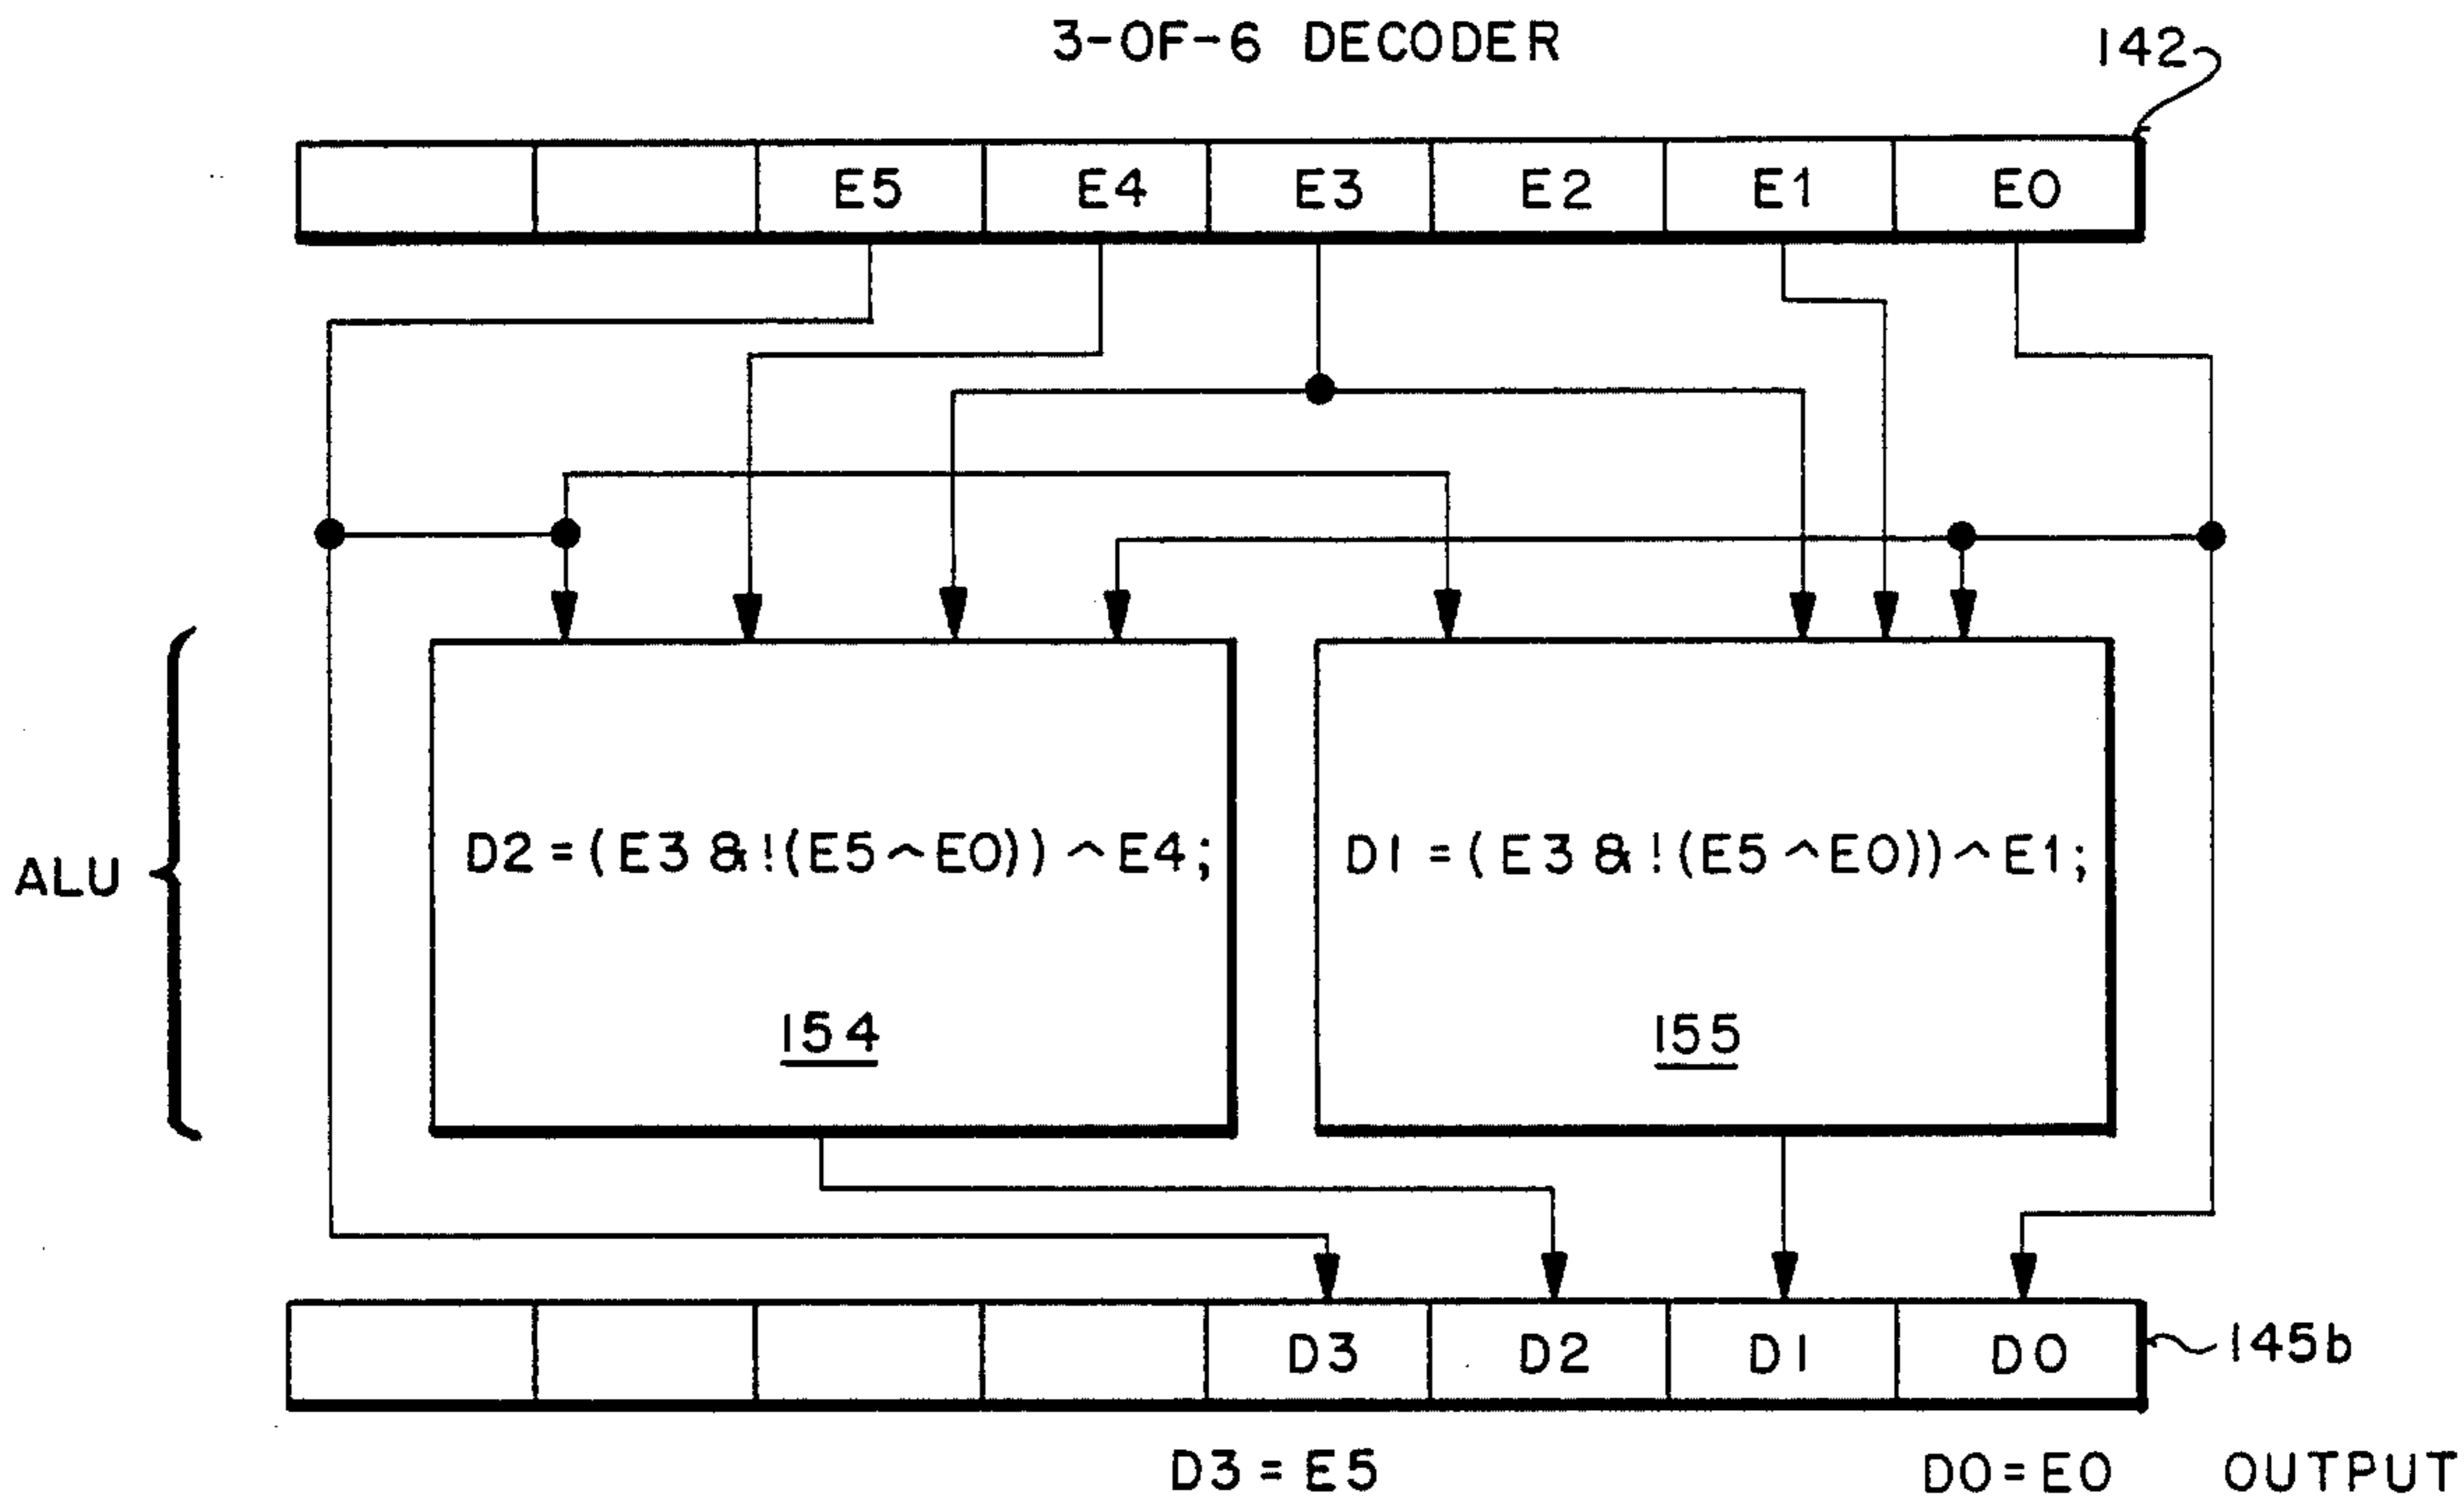 3-OF-6 DECODER
142
E5 E4 E3 E2 E1 E0
ALU
D2=(E3&!(E5^E0))^E4;
D1=(E3&!(E5^E0))^E1;
154
155
D3 D2 D1 D0
145b
D3=E5
D0=E0
OUTPUT